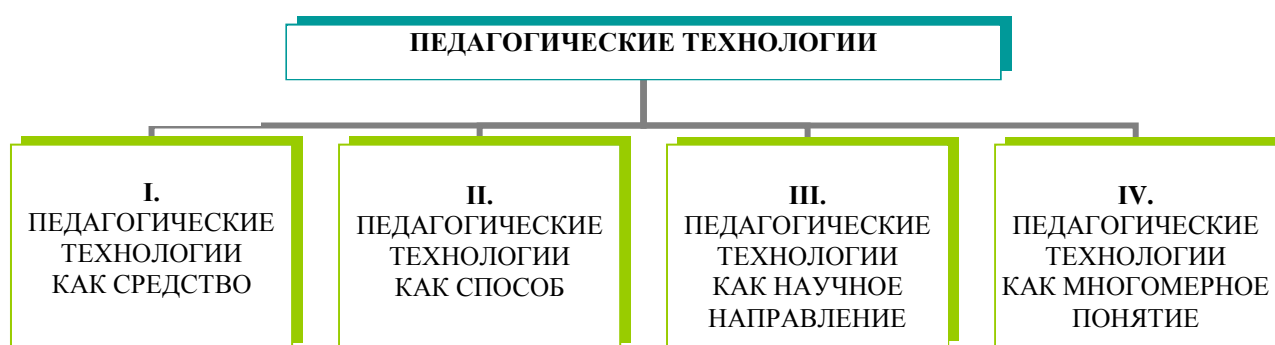 ПЕДАГОГИЧЕСКИЕ ТЕХНОЛОГИИ
I.
ПЕДАГОГИЧЕСКИЕ
ТЕХНОЛОГИИ
КАК СРЕДСТВО
II.
ПЕДАГОГИЧЕСКИЕ
ТЕХНОЛОГИИ
КАК СПОСОБ
III.
ПЕДАГОГИЧЕСКИЕ
ТЕХНОЛОГИИ
КАК НАУЧНОЕ
НАПРАВЛЕНИЕ
IV.
ПЕДАГОГИЧЕСКИЕ
ТЕХНОЛОГИИ
КАК МНОГОМЕРНОЕ
ПОНЯТИЕ